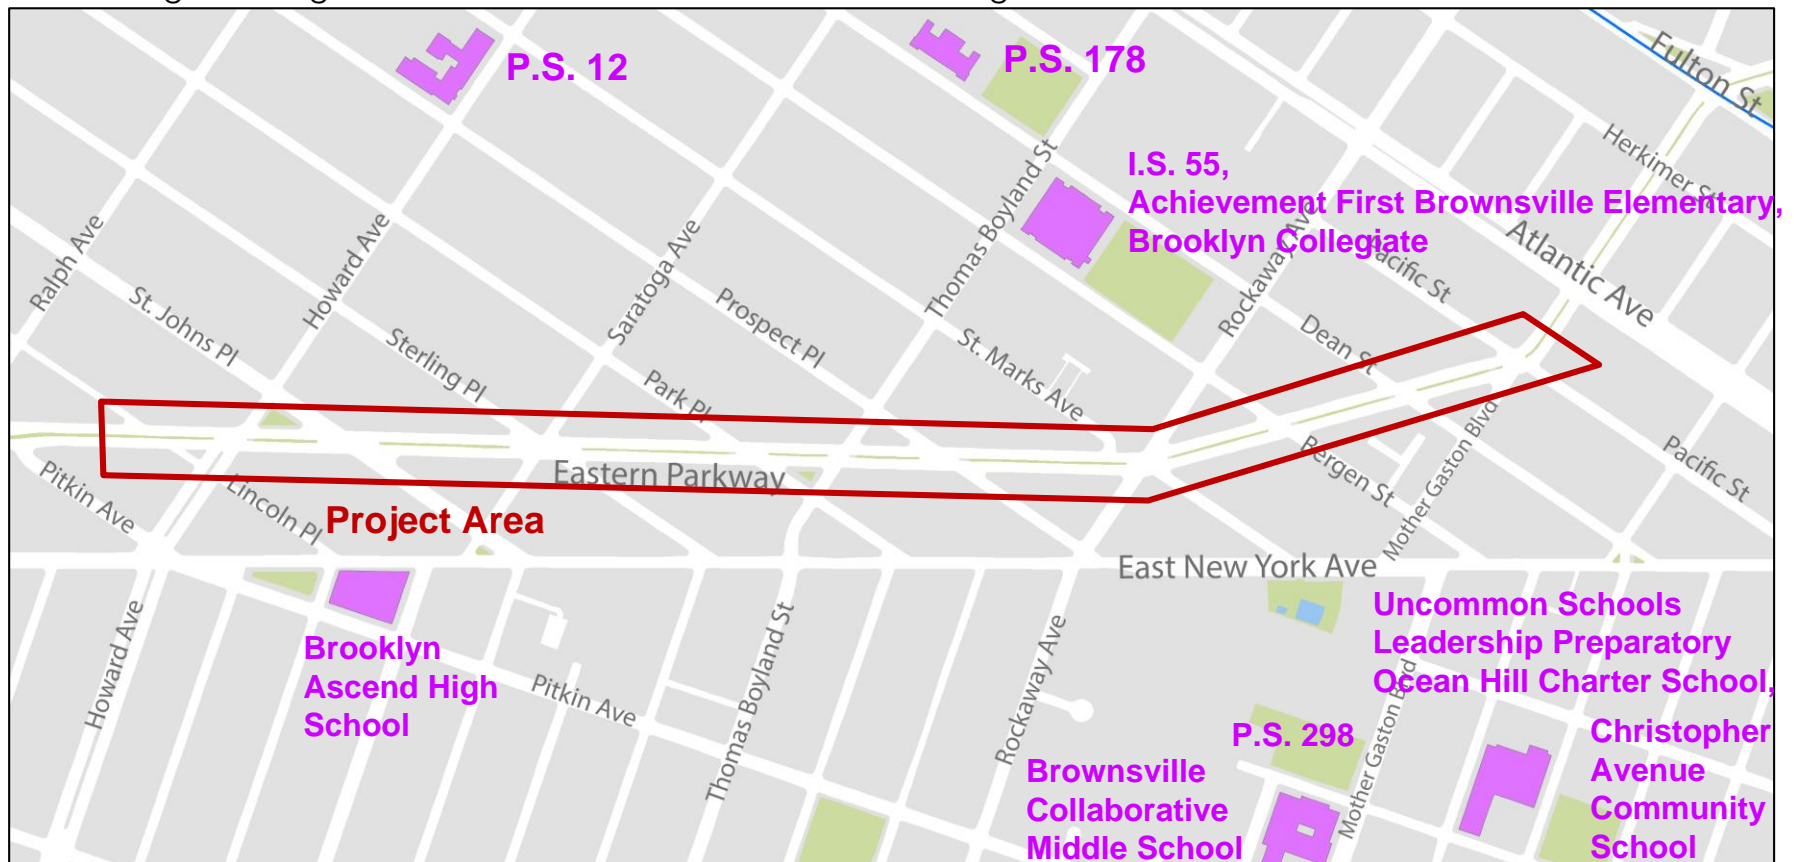 P.S. 12
P.S. 178
Fulton St
Herkimer St
I.S. 55,
Achievement First Brownsville Elementary,
Brooklyn Collegiate
Ralph Ave
Howard Ave
Saratoga Ave
Thomas Boyland St
Rockaway Ave
Pacific St
Atlantic Ave
St. Johns Pl
Sterling Pl
Prospect Pl
Park Pl
St. Marks Ave
Dean St
Mother Gaston Blvd
Bergen St
Pacific St
Eastern Parkway
Pitkin Ave
Lincoln Pl
Project Area
East New York Ave
Uncommon Schools
Leadership Preparatory
Ocean Hill Charter School,
Howard Ave
Brooklyn
Ascend High
School
Pitkin Ave
Thomas Boyland St
Rockaway Ave
P.S. 298
Mother Gaston Blvd
Brownsville
Collaborative
Middle School
Christopher
Avenue
Community
School